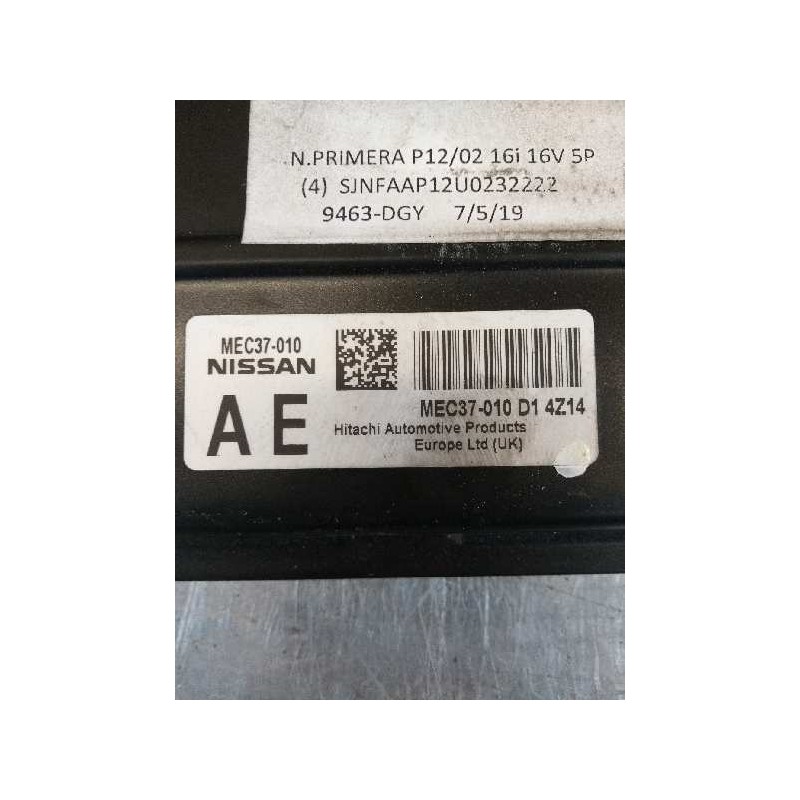 N.PRIMERA P12/02 16i 16V 5P
(4) SJNFAAP12U0232222
9463-DGY 7/5/19
MEC37-010
NISSAN
A E
MEC37-010 D1 4Z14
Hitachi Automotive Products
Europe Ltd (UK)